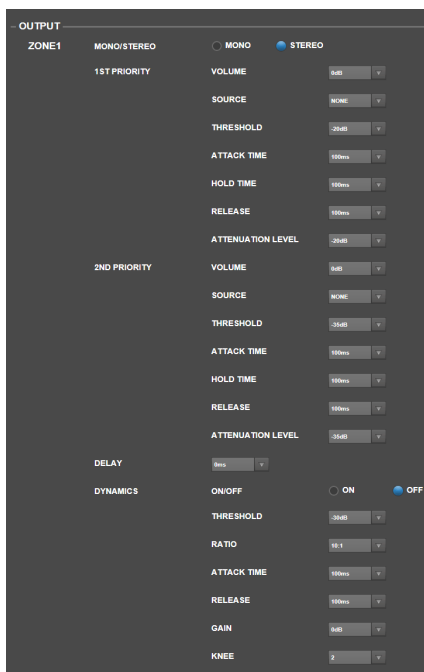 OUTPUT
ZONE1 MONO/STEREO MONO STEREO
1ST PRIORITY VOLUME 0dB
SOURCE NONE
THRESHOLD -20dB
ATTACK TIME 100ms
HOLD TIME 100ms
RELEASE 100ms
ATTENUATION LEVEL -20dB
2ND PRIORITY VOLUME 0dB
SOURCE NONE
THRESHOLD -35dB
ATTACK TIME 100ms
HOLD TIME 100ms
RELEASE 100ms
ATTENUATION LEVEL -35dB
DELAY 0ms
DYNAMICS ON/OFF ON OFF
THRESHOLD -30dB
RATIO 10:1
ATTACK TIME 100ms
RELEASE 100ms
GAIN 0dB
KNEE 2